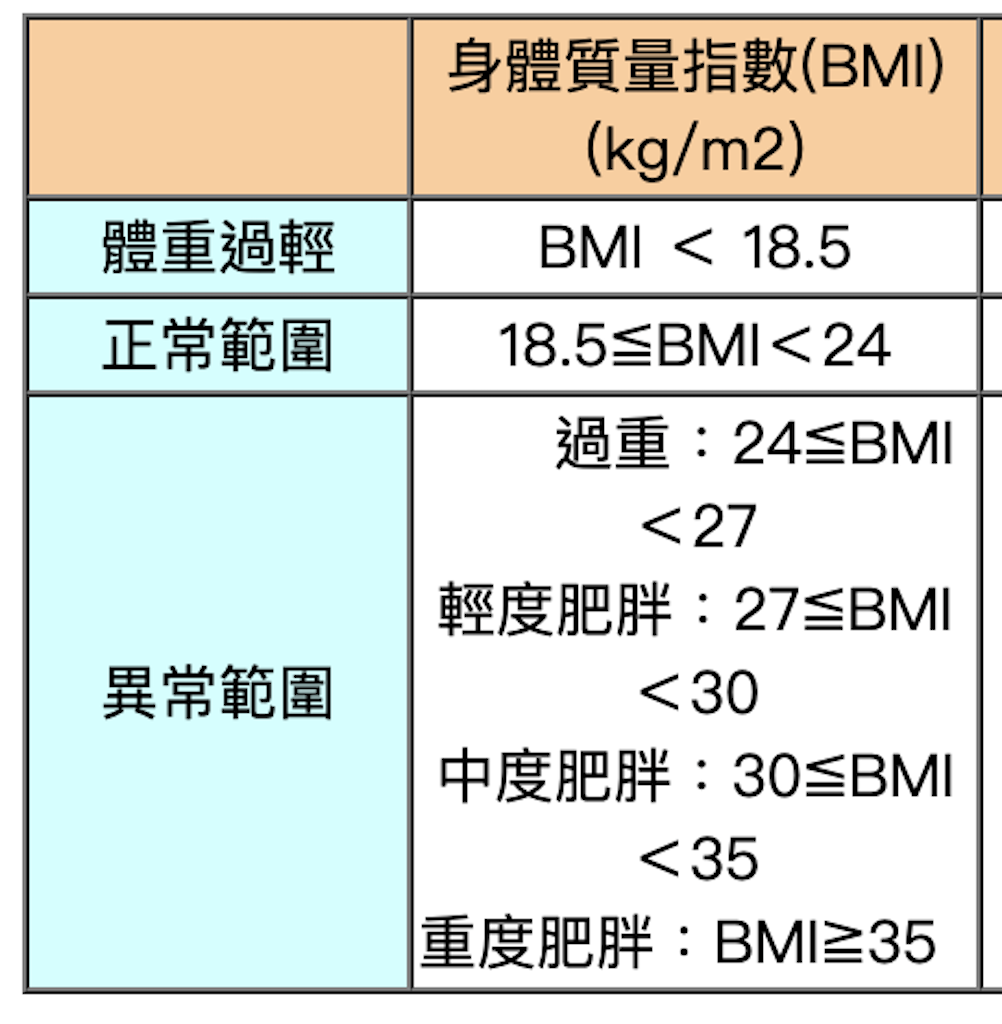 身體質量指數(BMI)
(kg/m2)
體重過輕
BMI ＜ 18.5
正常範圍
18.5≦BMI＜24
異常範圍
過重：24≦BMI
＜27
輕度肥胖：27≦BMI
＜30
中度肥胖：30≦BMI
＜35
重度肥胖：BMI≧35